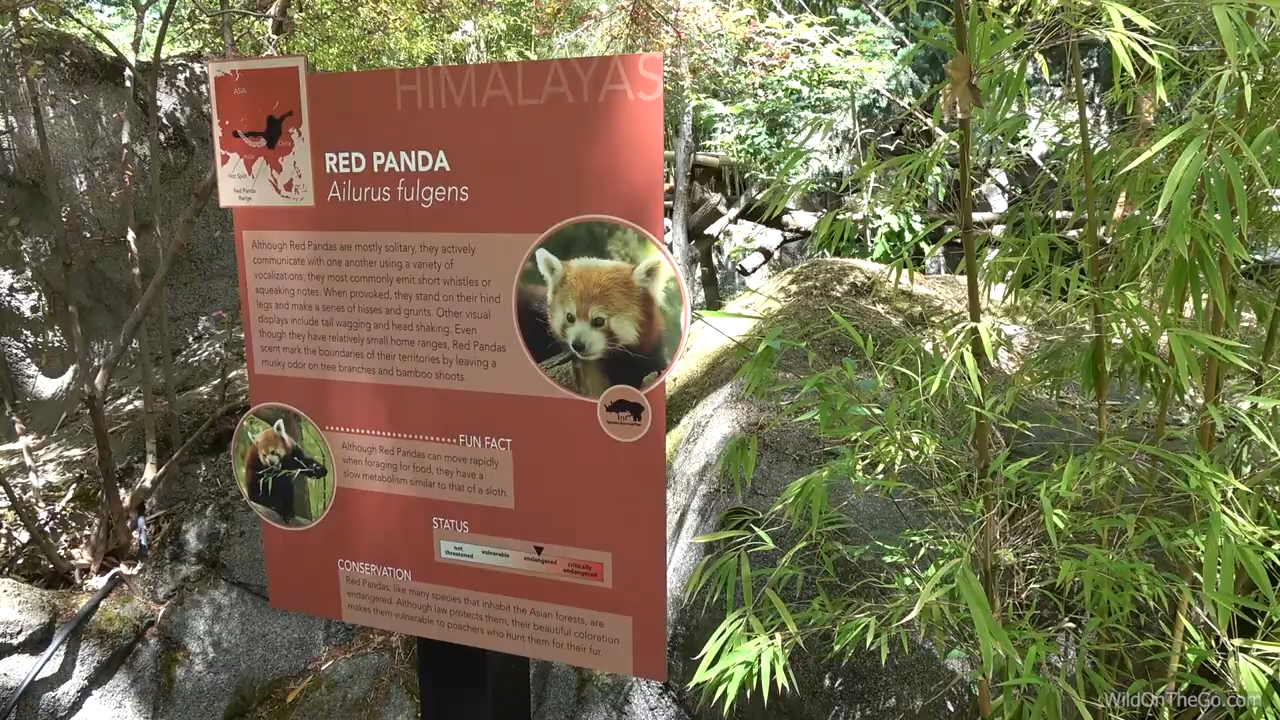 HIMALAYAS
ASIA
China
India
Hot Spot
Red Panda
Range
RED PANDA
Ailurus fulgens
Although Red Pandas are mostly solitary, they actively
communicate with one another using a variety of
vocalizations; they most commonly emit short whistles or
squeaking notes. When provoked, they stand on their hind
legs and make a series of hisses and grunts. Other visual
displays include tail wagging and head shaking. Even
though they have relatively small home ranges, Red Pandas
scent mark the boundaries of their territories by leaving a
musky odor on tree branches and bamboo shoots.
FUN FACT
Although Red Pandas can move rapidly
when foraging for food, they have a
slow metabolism similar to that of a sloth.
STATUS
not
threatened
vulnerable
endangered
critically
endangered
CONSERVATION
Red Pandas, like many species that inhabit the Asian forests, are
endangered. Although law protects them, their beautiful coloration
makes them vulnerable to poachers who hunt them for their fur.
WildOnTheGo.com